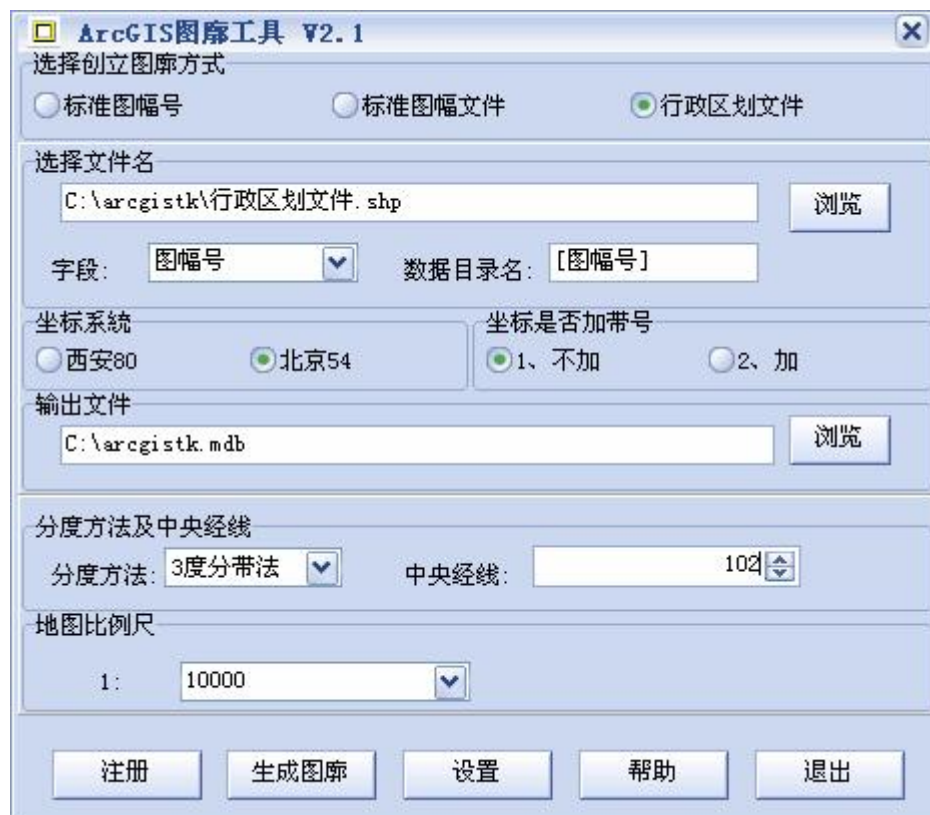 ArcGIS图廓工具 V2.1
选择创立图廓方式
标准图幅号 标准图幅文件 行政区划文件
选择文件名
C:\arcgistk\行政区划文件.shp 浏览
字段: 图幅号 数据目录名: [图幅号]
坐标系统 坐标是否加带号
西安80 北京54 1、不加 2、加
输出文件
C:\arcgistk.mdb 浏览
分度方法及中央经线
分度方法: 3度分带法 中央经线: 102
地图比例尺
1: 10000
注册 生成图廓 设置 帮助 退出